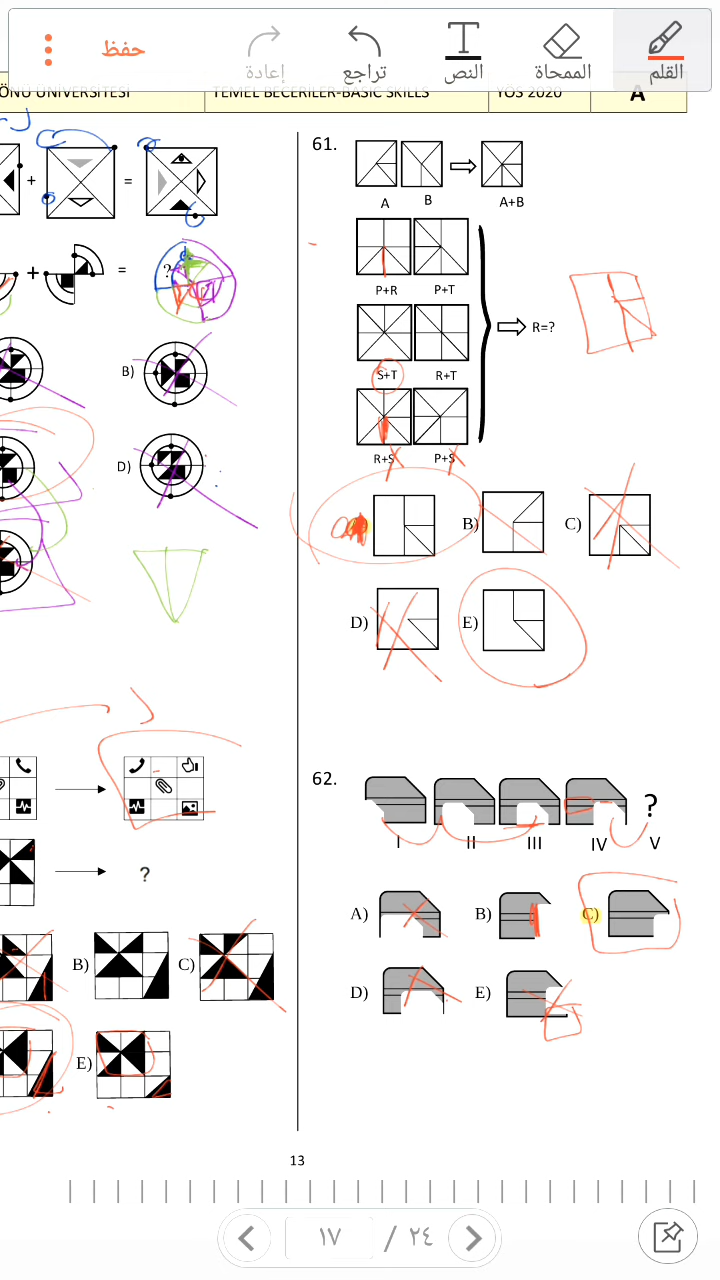 حفظ
إعادة
تراجع
النص
الممحاة
القلم
ÖNÜ ÜNİVERSİTESİ
TEMEL BECERİLER-BASIC SKILLS
YÖS 2020
A
+
=
+
=
?
B)
D)
?
B)
C)
E)
61.
A
B
A+B
P+R
P+T
R=?
S+T
R+T
R+S
P+S
B)
C)
D)
E)
62.
?
I
II
III
IV
V
A)
B)
C)
D)
E)
13
١٧ / ٢٤